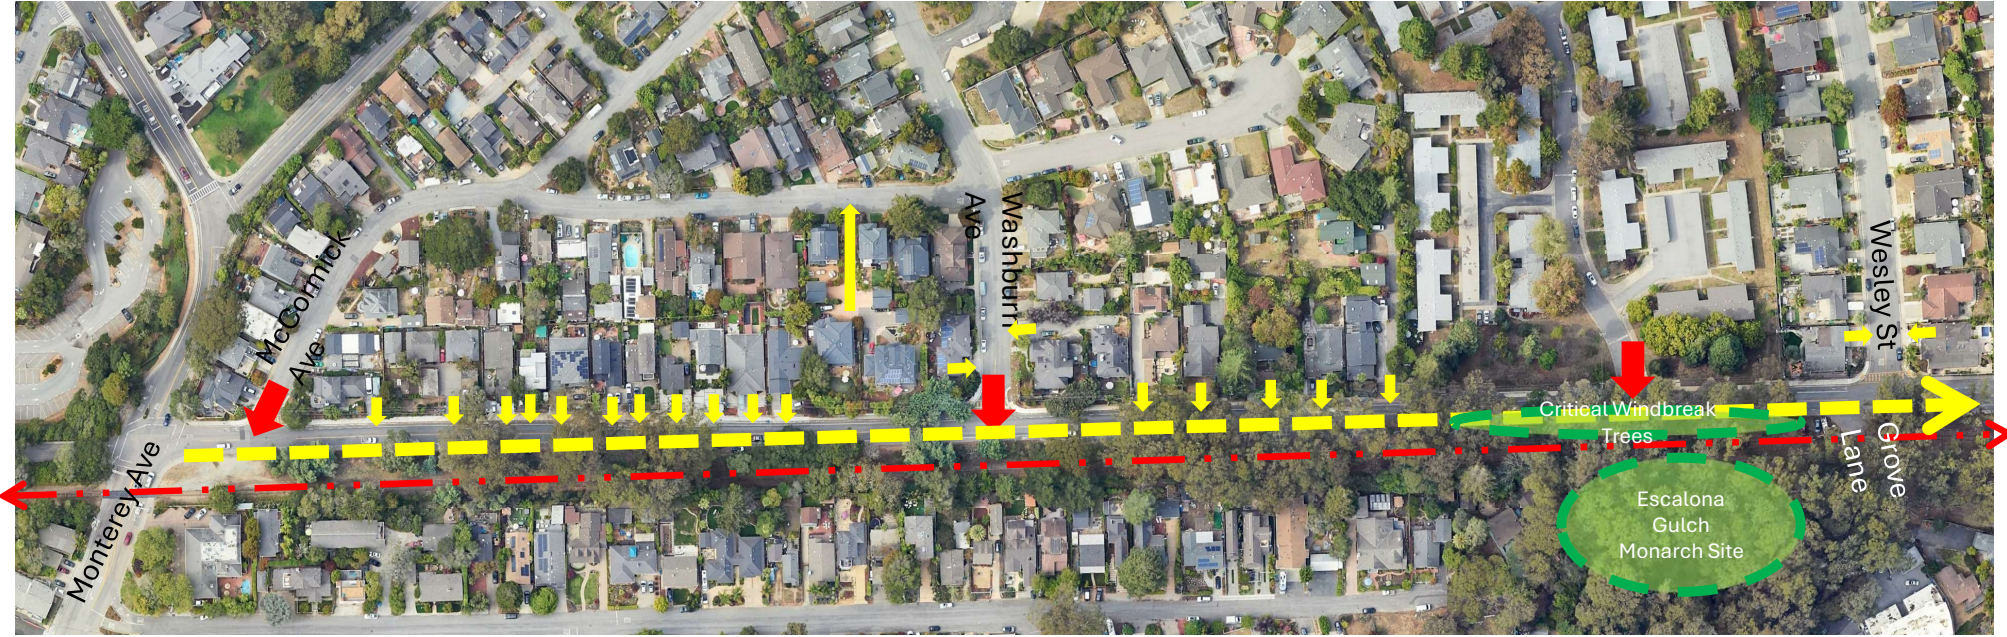 McCormick
Ave
Washburn
Ave
Wesley St
Critical Windbreak
Trees
Grove
Lane
Monterey Ave
Escalona
Gulch
Monarch Site